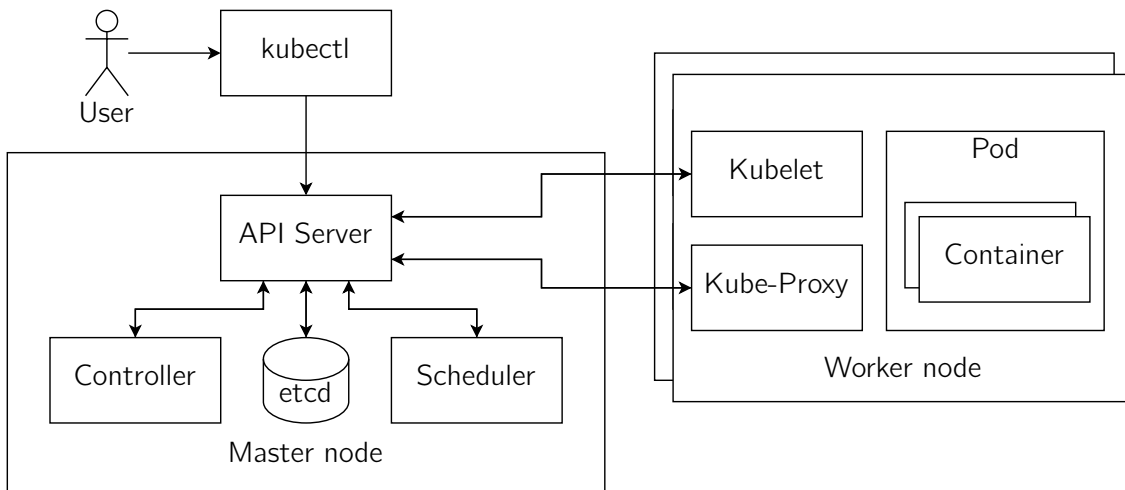 kubectl
User
API Server
Controller
etcd
Scheduler
Master node
Kubelet
Pod
Kube-Proxy
Container
Worker node